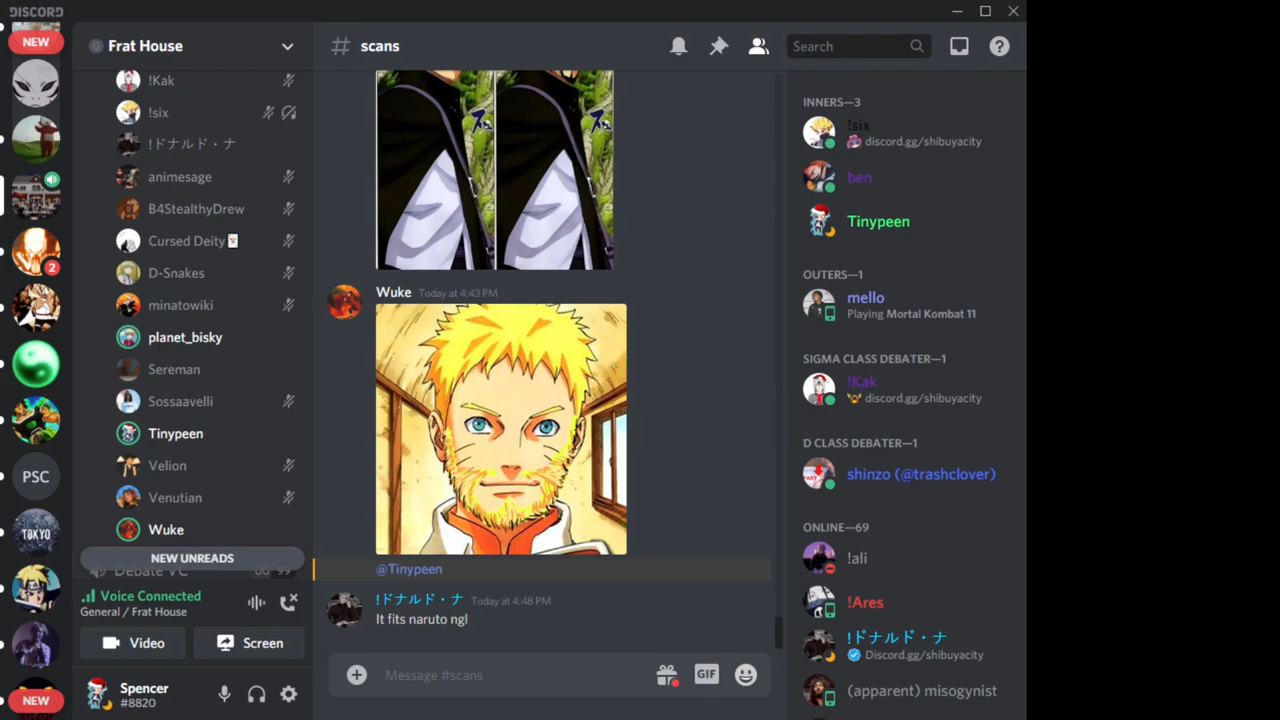 DISCORD
NEW
2
PSC
TOKYO
NEW
Frat House
!Kak
!six
!ドナルド・ナ
animesage
B4StealthyDrew
Cursed Deity
D-Snakes
minatowiki
planet_bisky
Sereman
Sossaavelli
Tinypeen
Velion
Venutian
Wuke
NEW UNREADS
Debate VC
Voice Connected
General / Frat House
Video
Screen
Spencer
#8820
# scans
Search
ス
ス
Wuke Today at 4:43 PM
@Tinypeen
!ドナルド・ナ Today at 4:48 PM
It fits naruto ngl
Message #scans
GIF
INNERS—3
!six
discord.gg/shibuyacity
ben
Tinypeen
OUTERS—1
mello
Playing Mortal Kombat 11
SIGMA CLASS DEBATER—1
!Kak
discord.gg/shibuyacity
D CLASS DEBATER—1
shinzo (@trashclover)
ONLINE—69
!ali
!Ares
!ドナルド・ナ
Discord.gg/shibuyacity
(apparent) misogynist